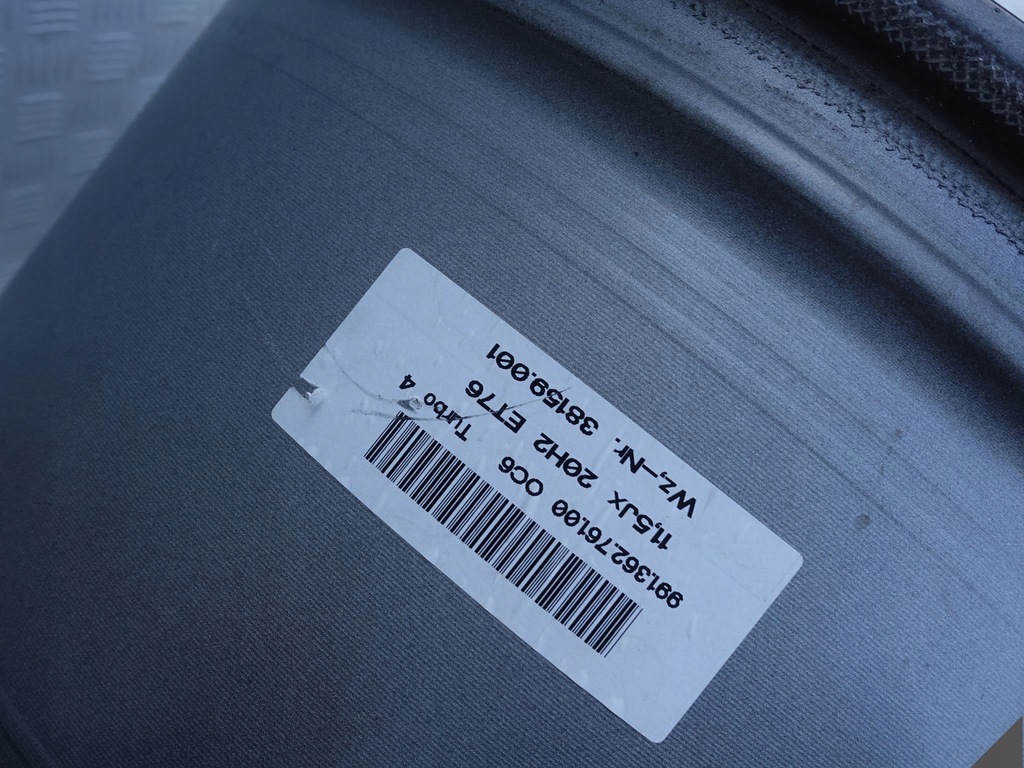 991.362.761.00 OC6 Turbo 4
11,5Jx 20H2 ET76
Wz,-Nr. 38159.001